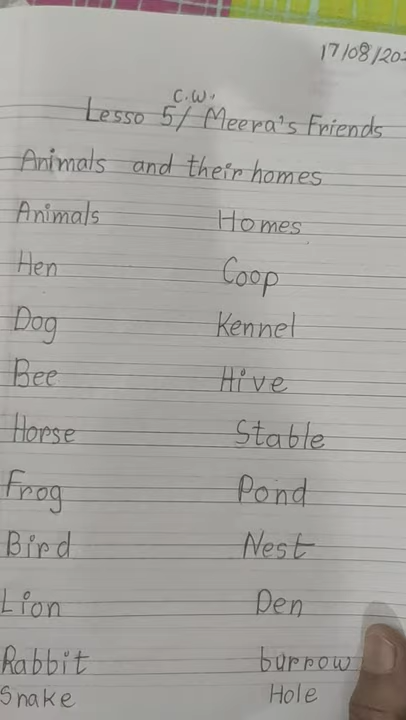 17/08/202
C.W.
Lesso 5/ Meera's Friends
Animals and their homes
Animals Homes
Hen Coop
Dog Kennel
Bee Hive
Horse Stable
Frog Pond
Bird Nest
Lion Den
Rabbit burrow
Snake Hole